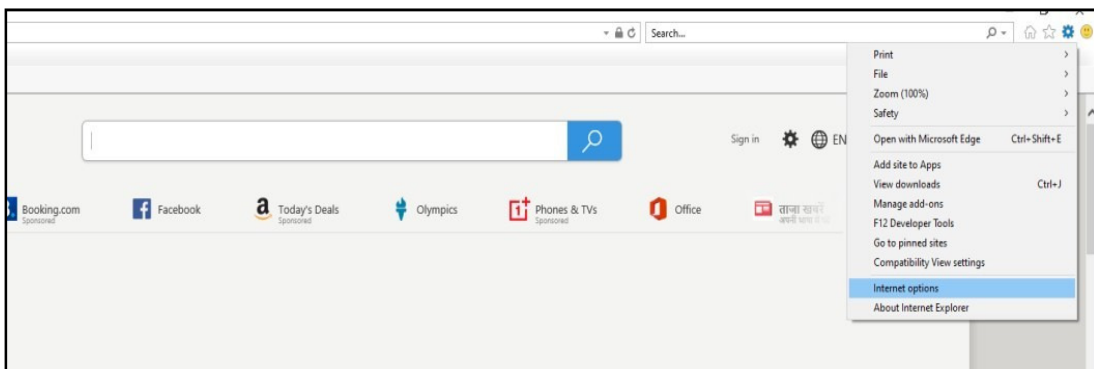 Search...
Print
File
Zoom (100%)
Safety
Open with Microsoft Edge Ctrl+Shift+E
Add site to Apps
View downloads Ctrl+J
Manage add-ons
F12 Developer Tools
Go to pinned sites
Compatibility View settings
Internet options
About Internet Explorer
Sign in EN
Booking.com
Sponsored
Facebook
a Today's Deals
Sponsored
Olympics
1+ Phones & TVs
Sponsored
Office
ताजा खबरें